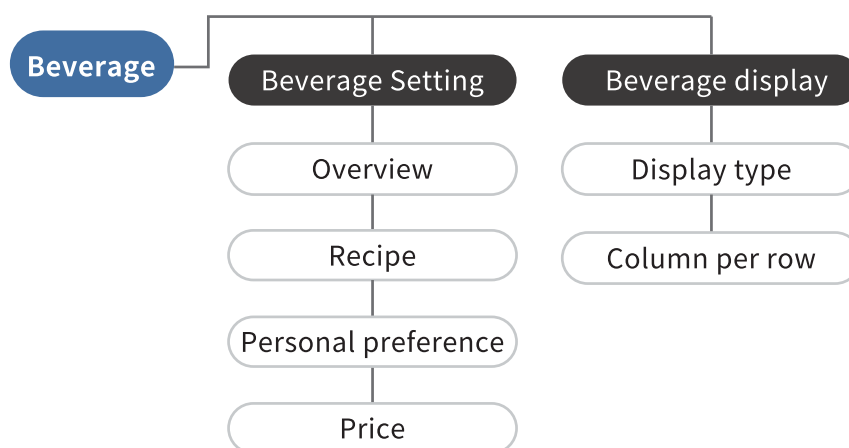 Beverage
Beverage Setting
Overview
Recipe
Personal preference
Price
Beverage display
Display type
Column per row